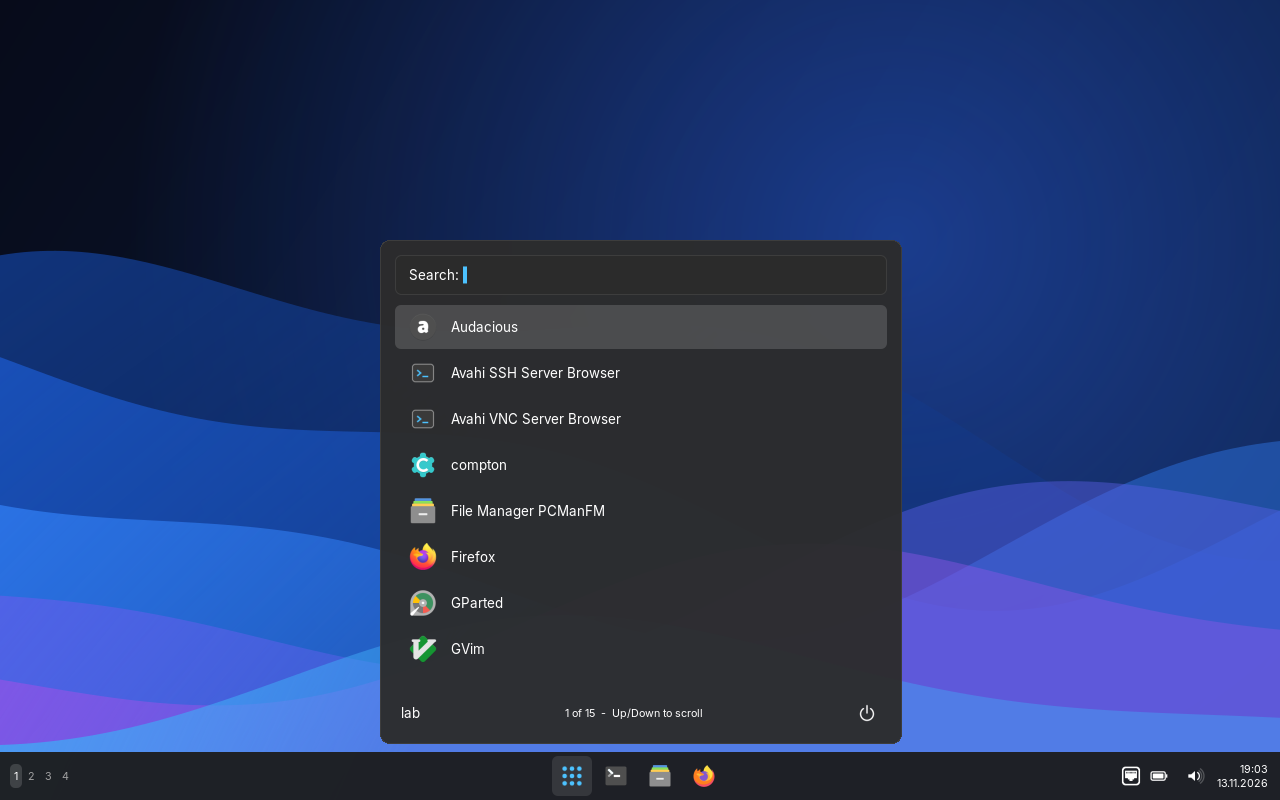 Search:
Audacious
Avahi SSH Server Browser
Avahi VNC Server Browser
compton
File Manager PCManFM
Firefox
GParted
GVim
lab
1 of 15 - Up/Down to scroll
1 2 3 4
19:03
13.11.2026